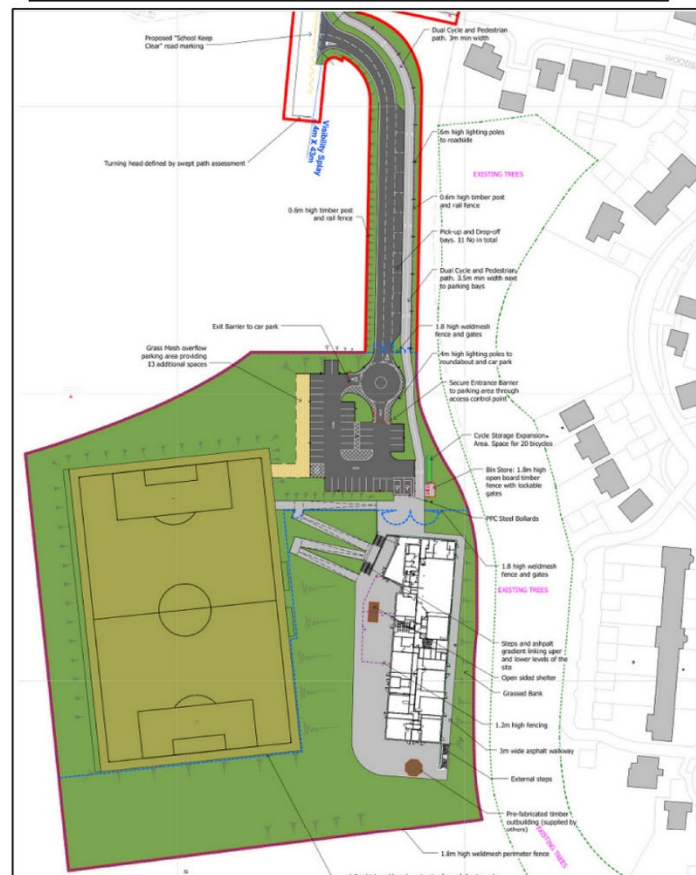 Proposed "School Keep
Clear" road marking
Dual Cycle and Pedestrian
path. 3m min width
Visibility Splay
4m X 43m
Turning head defined by swept path assessment
6m high lighting poles
to roadside
EXISTING TREES
0.6m high timber post
and rail fence
0.6m high timber post
and rail fence
Pick-up and Drop-off
bays. 11 No in total
Dual Cycle and Pedestrian
path. 3.5m min width next
to parking bays
Exit Barrier to car park
1.8 high weldmesh
fence and gates
Grass Mesh overflow
parking area providing
13 additional spaces
4m high lighting poles to
roundabout and car park
Secure Entrance Barrier
to parking area through
access control point
Cycle Storage Expansion
Area. Space for 20 bicycles
Bin Store: 1.8m high
open board timber
fence with lockable
gates
PPC Steel Bollards
1.8 high weldmesh
fence and gates
EXISTING TREES
Steps and ashpalt
gradient linking uper
and lower levels of the
site
Open sided shelter
Grassed Bank
1.2m high fencing
3m wide asphalt walkway
External steps
Pre-fabricated timber
outbuilding (supplied by
others)
EXISTING TREES
1.8m high weldmesh perimeter fence